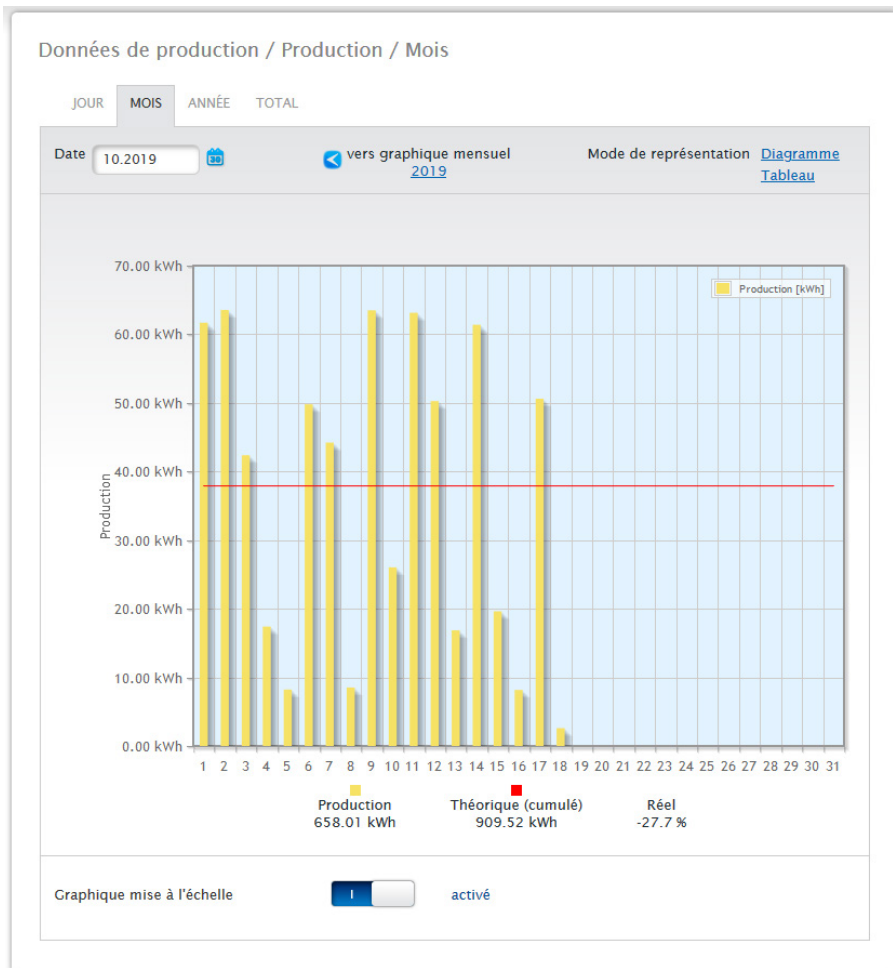 Données de production / Production / Mois
JOUR MOIS ANNÉE TOTAL
Date 10.2019 30 vers graphique mensuel Mode de représentation Diagramme
2019 Tableau
70.00 kWh
Production [kWh]
60.00 kWh
50.00 kWh
40.00 kWh
Production
30.00 kWh
20.00 kWh
10.00 kWh
0.00 kWh
1 2 3 4 5 6 7 8 9 10 11 12 13 14 15 16 17 18 19 20 21 22 23 24 25 26 27 28 29 30 31
Production Théorique (cumulé) Réel
658.01 kWh 909.52 kWh -27.7 %
Graphique mise à l'échelle I activé